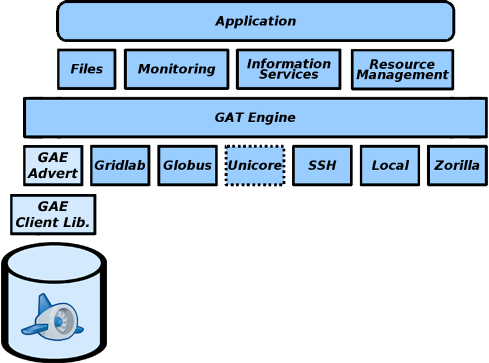 Application
Files
Monitoring
Information
Services
Resource
Management
GAT Engine
GAE
Advert
Gridlab
Globus
Unicore
SSH
Local
Zorilla
GAE
Client Lib.